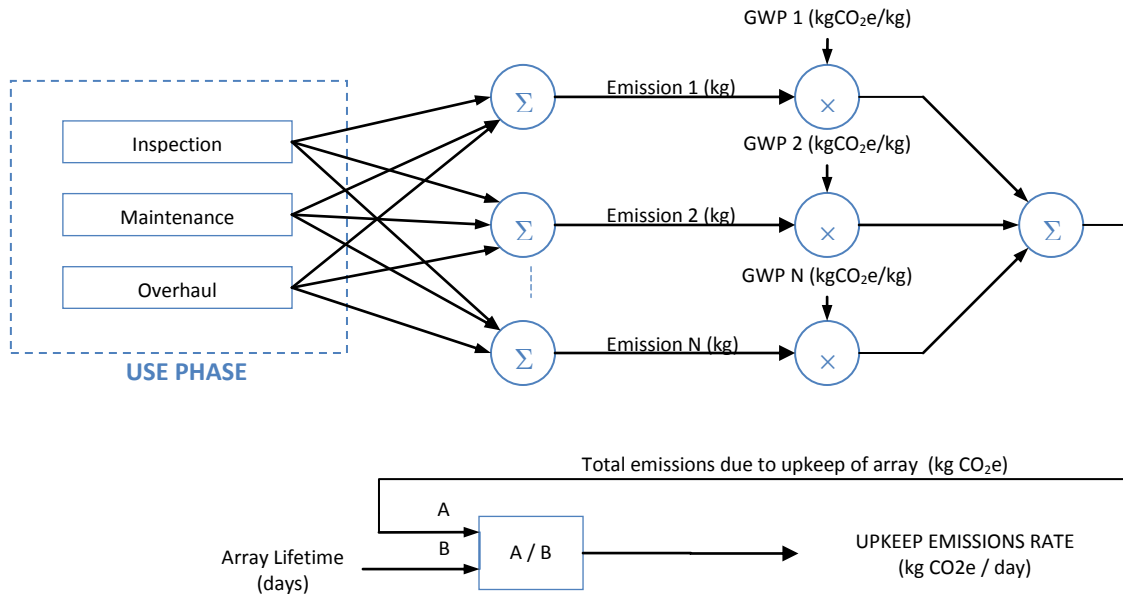 GWP 1 (kgCO₂e/kg)
Σ
Emission 1 (kg)
×
Inspection
GWP 2 (kgCO₂e/kg)
Maintenance
Σ
Emission 2 (kg)
×
Σ
Overhaul
GWP N (kgCO₂e/kg)
Σ
Emission N (kg)
×
USE PHASE
Total emissions due to upkeep of array (kg CO₂e)
A
B
A / B
Array Lifetime
(days)
UPKEEP EMISSIONS RATE
(kg CO2e / day)